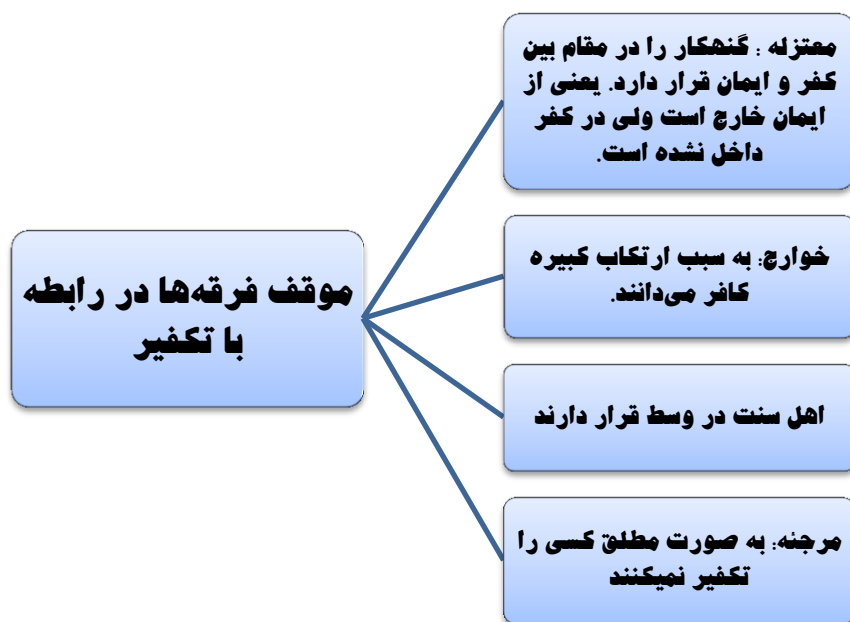 موقف فرقه‌ها در رابطه
با تکفیر
معتزله : گنهکار را در مقام بین
کفر و ایمان قرار دارد. یعنی از
ایمان خارج است ولی در کفر
داخل نشده است.
خوارج: به سبب ارتکاب کبیره
کافر می‌دانند.
اهل سنت در وسط قرار دارند
مرجئه: به صورت مطلق کسی را
تکفیر نمیکنند